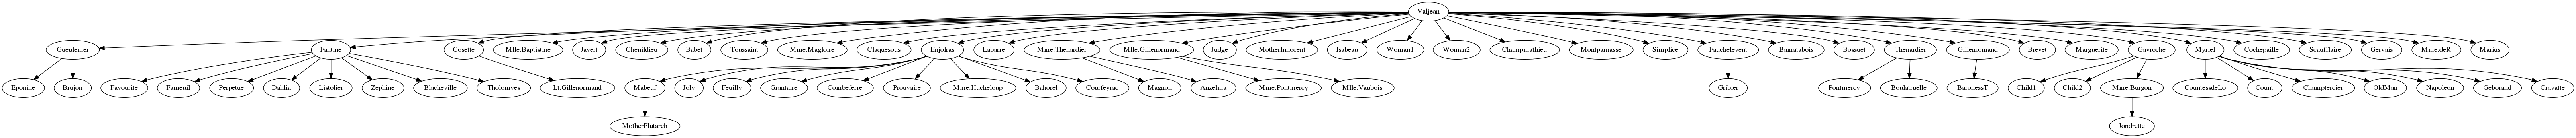 Valjean
Gueulemer Fantine Cosette Mlle.Baptistine Javert Chenildieu Babet Toussaint Mme.Magloire Claquesous Enjolras Labarre Mme.Thenardier Mlle.Gillenormand Judge MotherInnocent Isabeau Woman1 Woman2 Champmathieu Montparnasse Simplice Fauchelevent Bamatabois Bossuet Thenardier Gillenormand Brevet Marguerite Gavroche Myriel Cochepaille Scaufflaire Gervais Mme.deR Marius
Eponine Brujon Favourite Fameuil Perpetue Dahlia Listolier Zephine Blacheville Tholomyes Lt.Gillenormand Mabeuf Joly Feuilly Grantaire Combeferre Prouvaire Mme.Hucheloup Bahorel Courfeyrac Magnon Anzelma Mme.Pontmercy Mlle.Vaubois Gribier Pontmercy Boulatruelle BaronessT Child1 Child2 Mme.Burgon CountessdeLo Count Champtercier OldMan Napoleon Geborand Cravatte
MotherPlutarch Jondrette